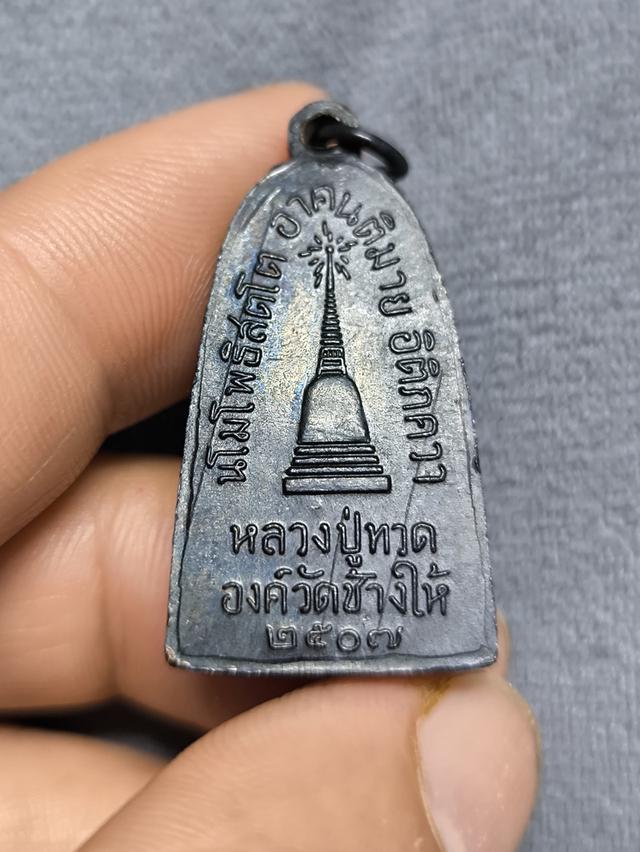 นโมโพธิสตโต อาคนติมาย อิติภควา
หลวงปู่ทวด
องค์วัดช้างให้
๒๕๐๗